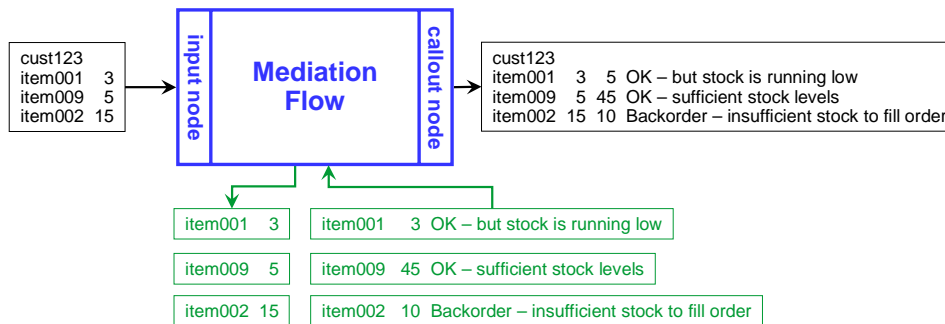 cust123
item001 3
item009 5
item002 15
input node
Mediation
Flow
callout node
cust123
item001 3 5 OK – but stock is running low
item009 5 45 OK – sufficient stock levels
item002 15 10 Backorder – insufficient stock to fill order
item001 3
item001 3 OK – but stock is running low
item009 5
item009 45 OK – sufficient stock levels
item002 15
item002 10 Backorder – insufficient stock to fill order